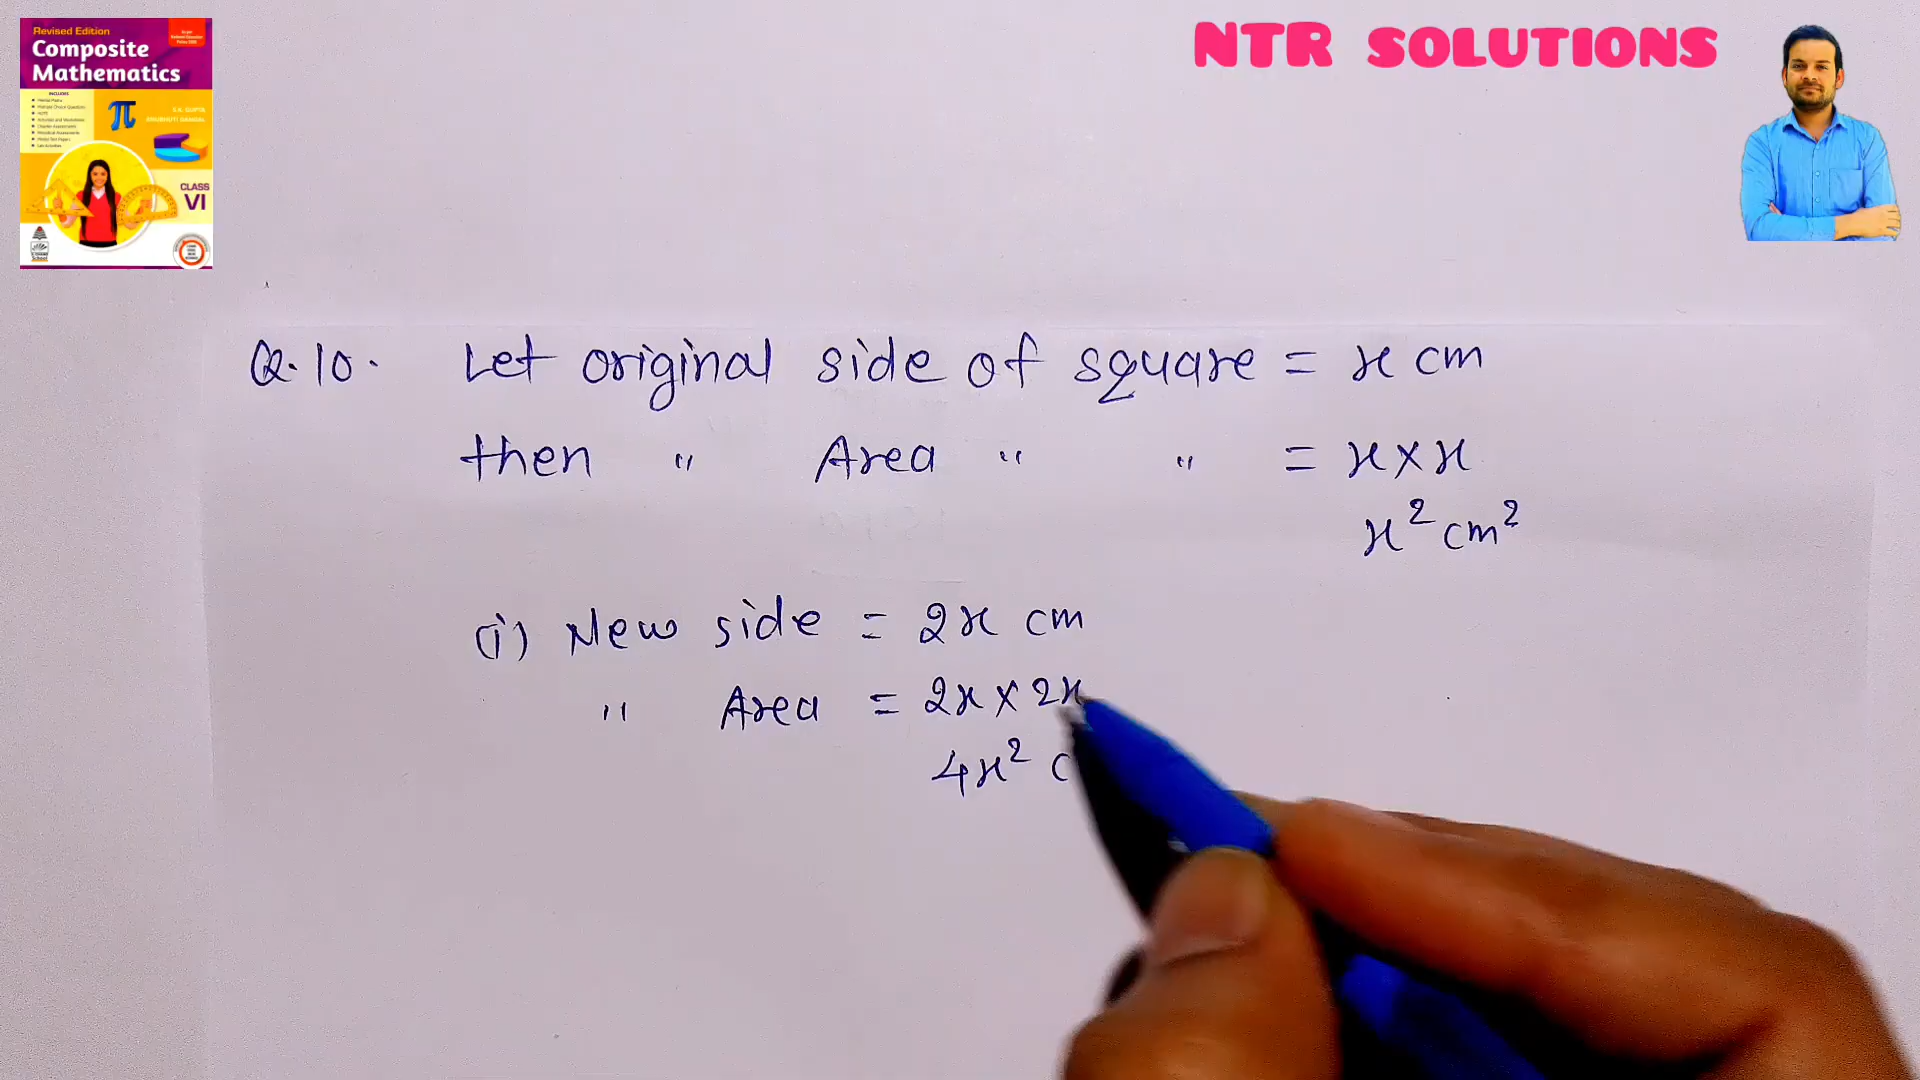 Revised Edition
Composite
Mathematics
INCLUDES
π
CLASS
VI
NTR SOLUTIONS
Q.10. Let original side of square = x cm
then " Area " " = x×x
x² cm²
(i) New side = 2x cm
" Area = 2x × 2x
4x² c